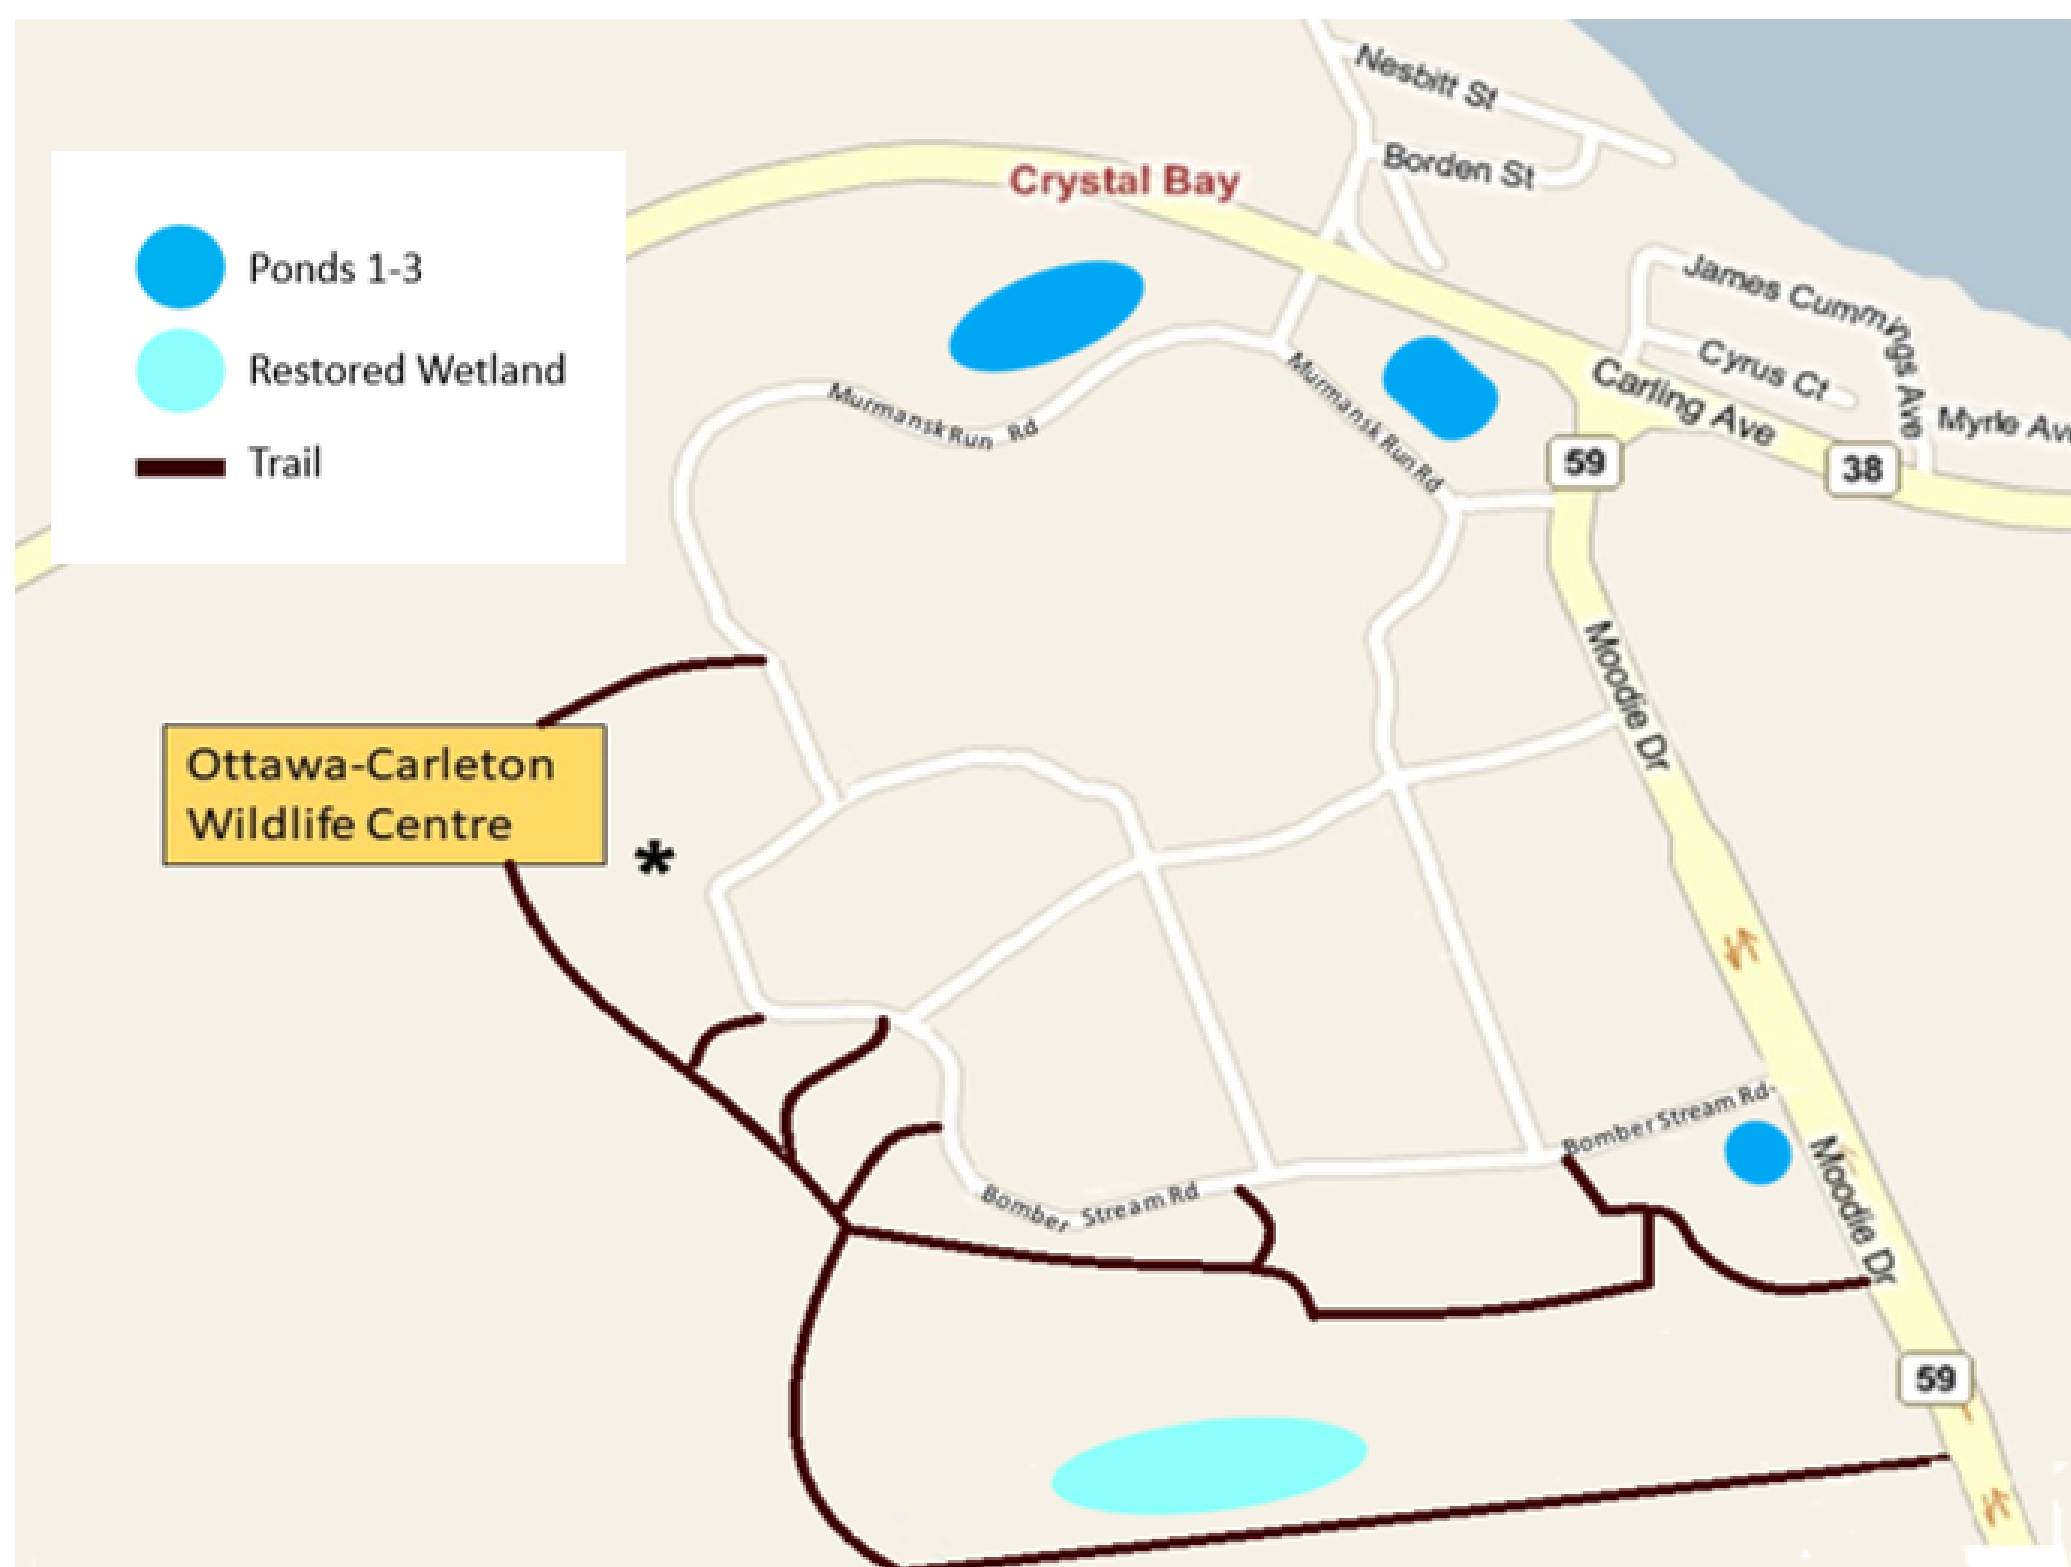 Nesbitt St
Borden St
Crystal Bay
Ponds 1-3
Restored Wetland
Trail
James Cummings Ave
Cyrus Ct
Carling Ave
Myrle Ave
59
38
Murmansk Run Rd
Murmansk Run Rd
Moodie Dr
Ottawa-Carleton
Wildlife Centre
*
Bomber Stream Rd
Bomber Stream Rd
Moodie Dr
59